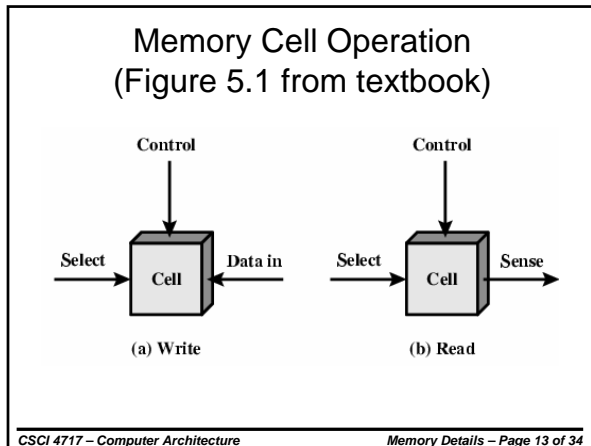 Memory Cell Operation
(Figure 5.1 from textbook)
Control
Select
Cell
Data in
(a) Write
Control
Select
Cell
Sense
(b) Read
CSCI 4717 – Computer Architecture
Memory Details – Page 13 of 34